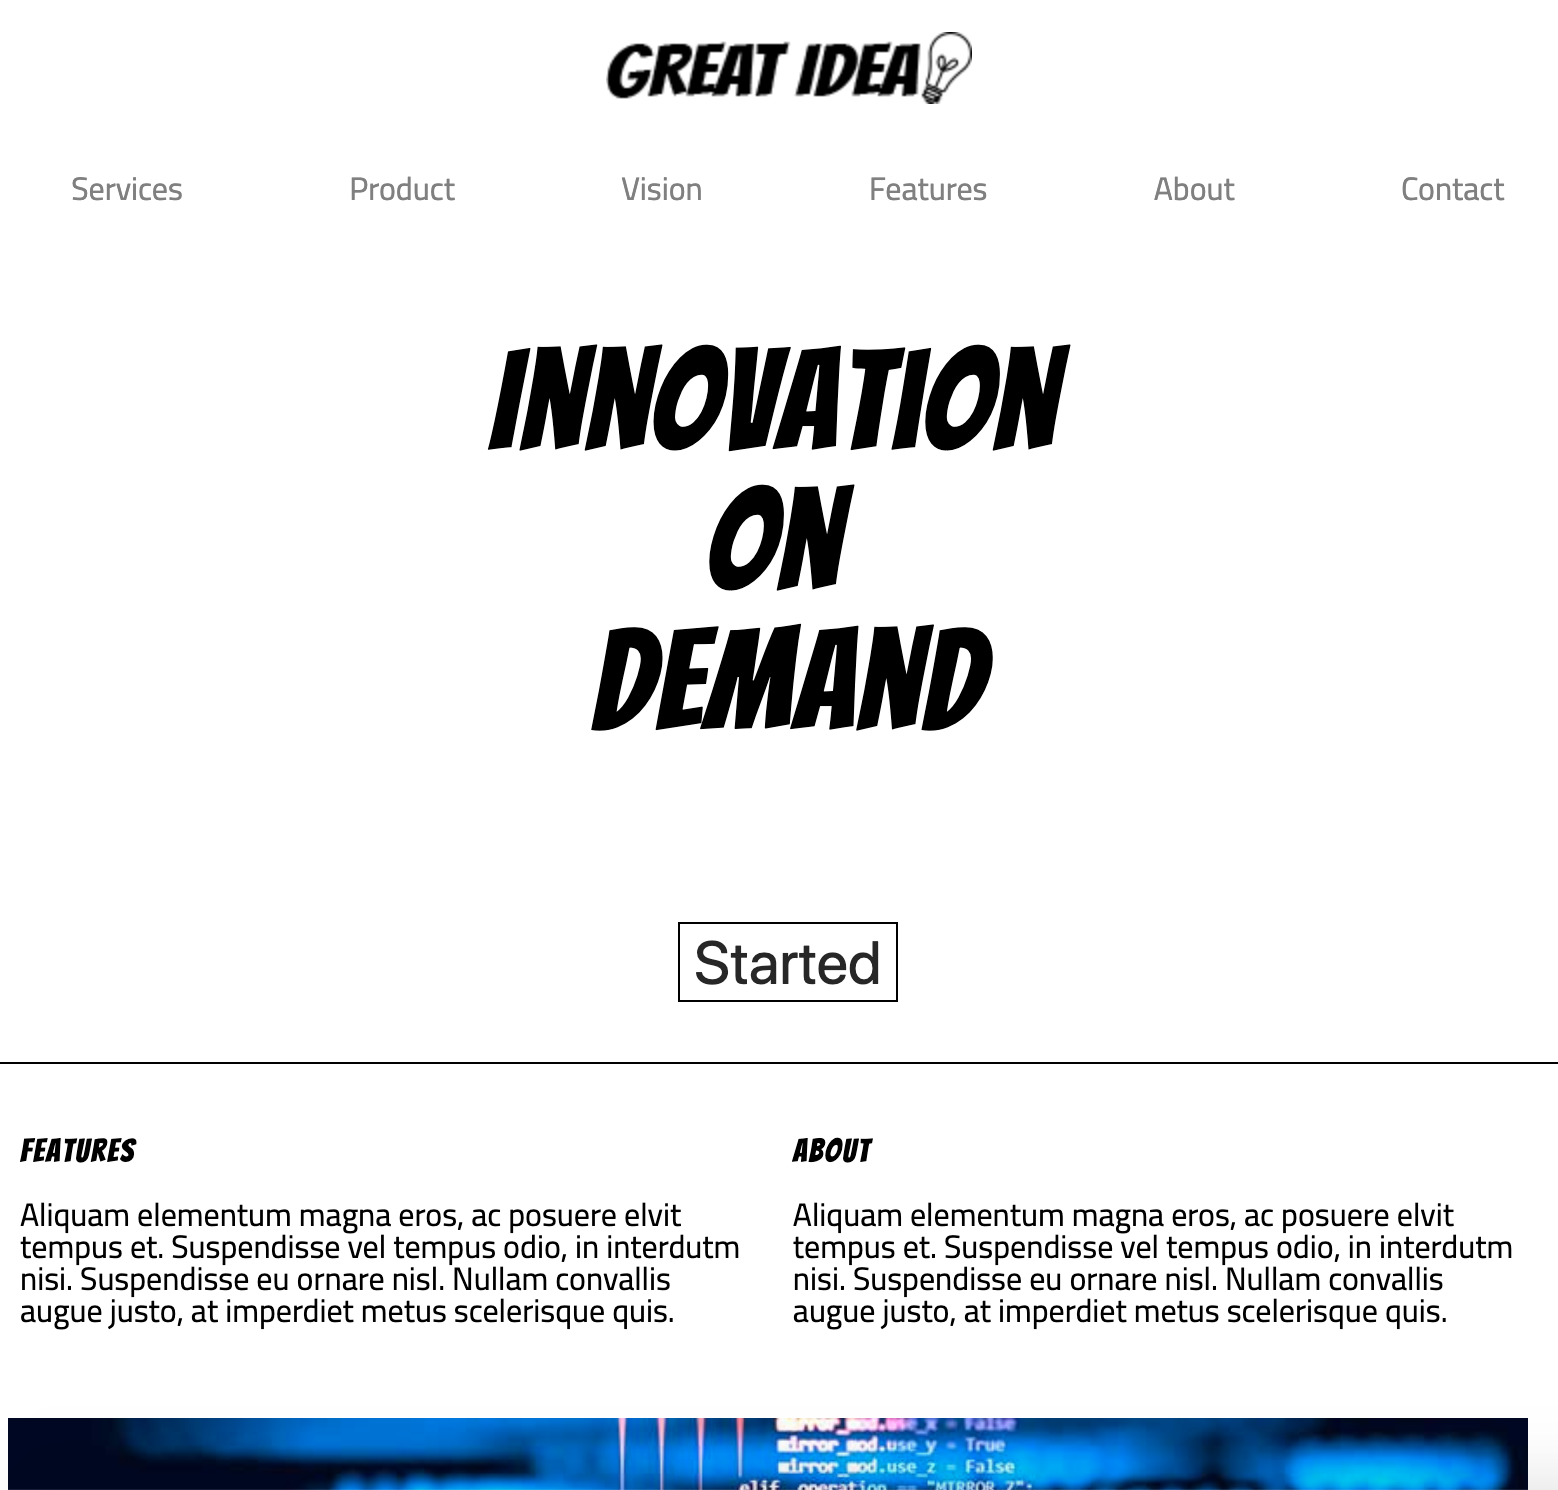 GREAT IDEA
Services Product Vision Features About Contact
INNOVATION
ON
DEMAND
Started
FEATURES
Aliquam elementum magna eros, ac posuere elvit
tempus et. Suspendisse vel tempus odio, in interdutm
nisi. Suspendisse eu ornare nisl. Nullam convallis
augue justo, at imperdiet metus scelerisque quis.
ABOUT
Aliquam elementum magna eros, ac posuere elvit
tempus et. Suspendisse vel tempus odio, in interdutm
nisi. Suspendisse eu ornare nisl. Nullam convallis
augue justo, at imperdiet metus scelerisque quis.
mirror_mod.use_x = False
mirror_mod.use_y = True
mirror_mod.use_z = False
elif _operation == "MIRROR_Z":